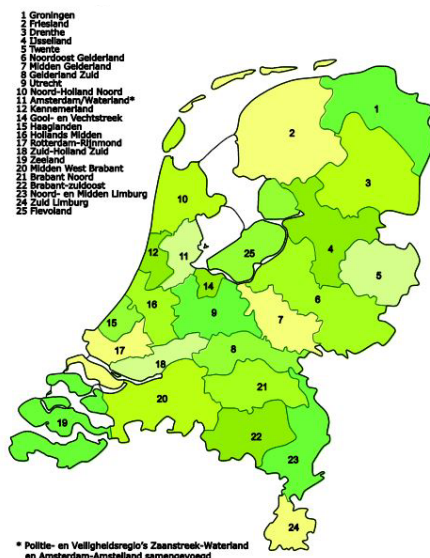 1 Groningen
2 Friesland
3 Drenthe
4 IJsselland
5 Twente
6 Noordoost Gelderland
7 Midden Gelderland
8 Gelderland Zuid
9 Utrecht
10 Noord-Holland Noord
11 Amsterdam/Waterland*
12 Kennemerland
14 Gooi- en Vechtstreek
15 Haaglanden
16 Hollands Midden
17 Rotterdam-Rijnmond
18 Zuid-Holland Zuid
19 Zeeland
20 Midden West Brabant
21 Brabant Noord
22 Brabant-zuidoost
23 Noord- en Midden Limburg
24 Zuid Limburg
25 Flevoland
1
2
3
10
4
12
11
25
5
14
6
16
9
15
7
17
8
18
21
20
19
22
23
24
* Politie- en Veiligheidsregio's Zaanstreek-Waterland
en Amsterdam-Amstelland samengevoegd